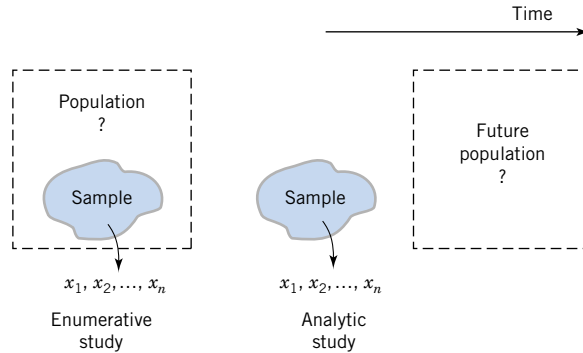 Time
Population
?
Sample
x₁, x₂,..., xₙ
Enumerative
study
Sample
x₁, x₂,..., xₙ
Analytic
study
Future
population
?